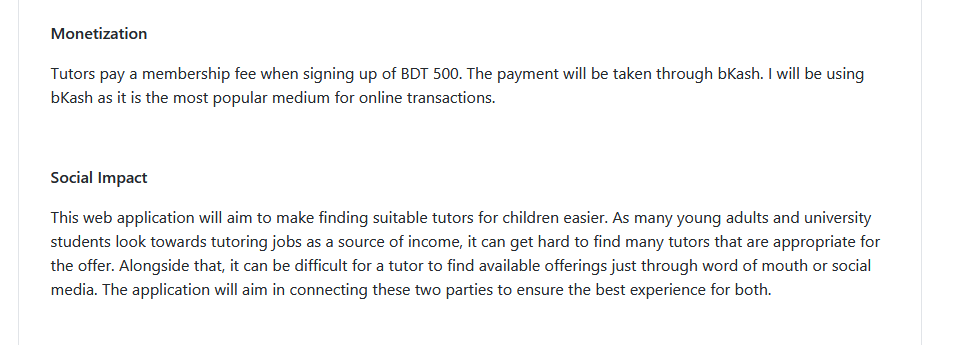 Monetization
Tutors pay a membership fee when signing up of BDT 500. The payment will be taken through bKash. I will be using
bKash as it is the most popular medium for online transactions.
Social Impact
This web application will aim to make finding suitable tutors for children easier. As many young adults and university
students look towards tutoring jobs as a source of income, it can get hard to find many tutors that are appropriate for
the offer. Alongside that, it can be difficult for a tutor to find available offerings just through word of mouth or social
media. The application will aim in connecting these two parties to ensure the best experience for both.